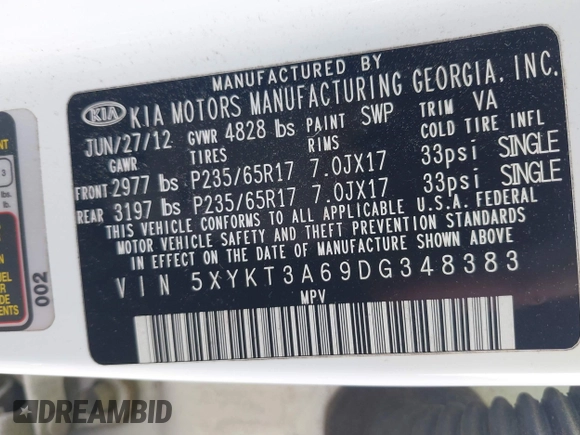 MANUFACTURED BY
KIA KIA MOTORS MANUFACTURING GEORGIA, INC.
JUN/27/12 GVWR 4828 lbs PAINT SWP TRIM VA
GAWR TIRES RIMS COLD TIRE INFL
FRONT 2977 lbs P235/65R17 7.0JX17 33psi SINGLE
REAR 3197 lbs P235/65R17 7.0JX17 33psi SINGLE
THIS VEHICLE CONFORMS TO ALL APPLICABLE U.S.A. FEDERAL
MOTOR VEHICLE SAFETY AND THEFT PREVENTION STANDARDS
IN EFFECT ON THE DATE OF MANUFACTURE SHOWN ABOVE.
VIN 5XYKT3A69DG348383
MPV
002
DREAMBID